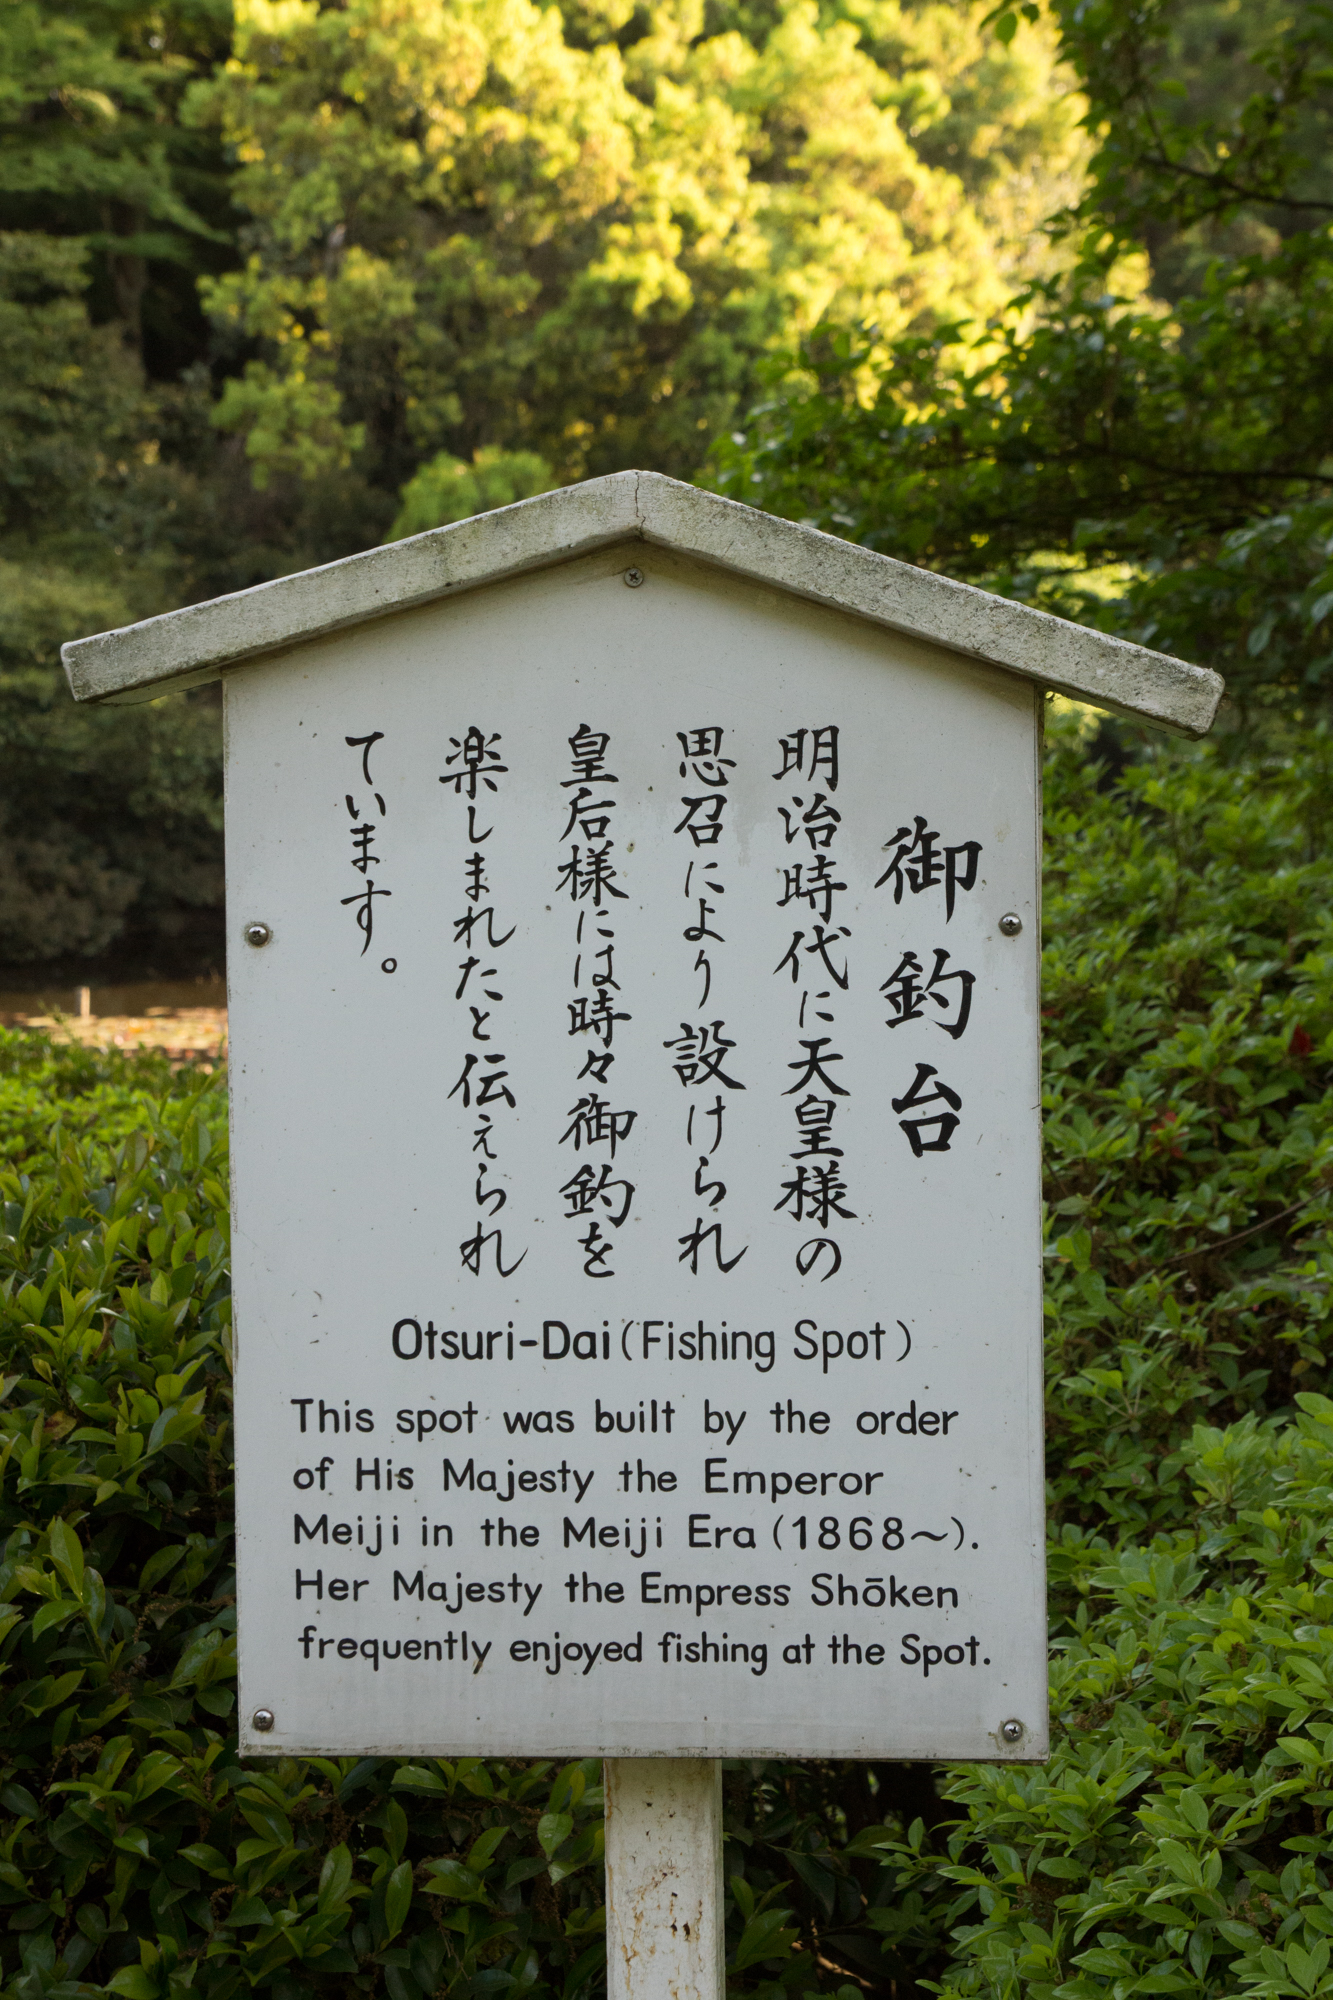 御釣台
明治時代に天皇様の
思召により設けられ
皇后様には時々御釣を
楽しまれたと伝えられ
ています。
Otsuri-Dai (Fishing Spot)
This spot was built by the order
of His Majesty the Emperor
Meiji in the Meiji Era (1868〜).
Her Majesty the Empress Shōken
frequently enjoyed fishing at the Spot.